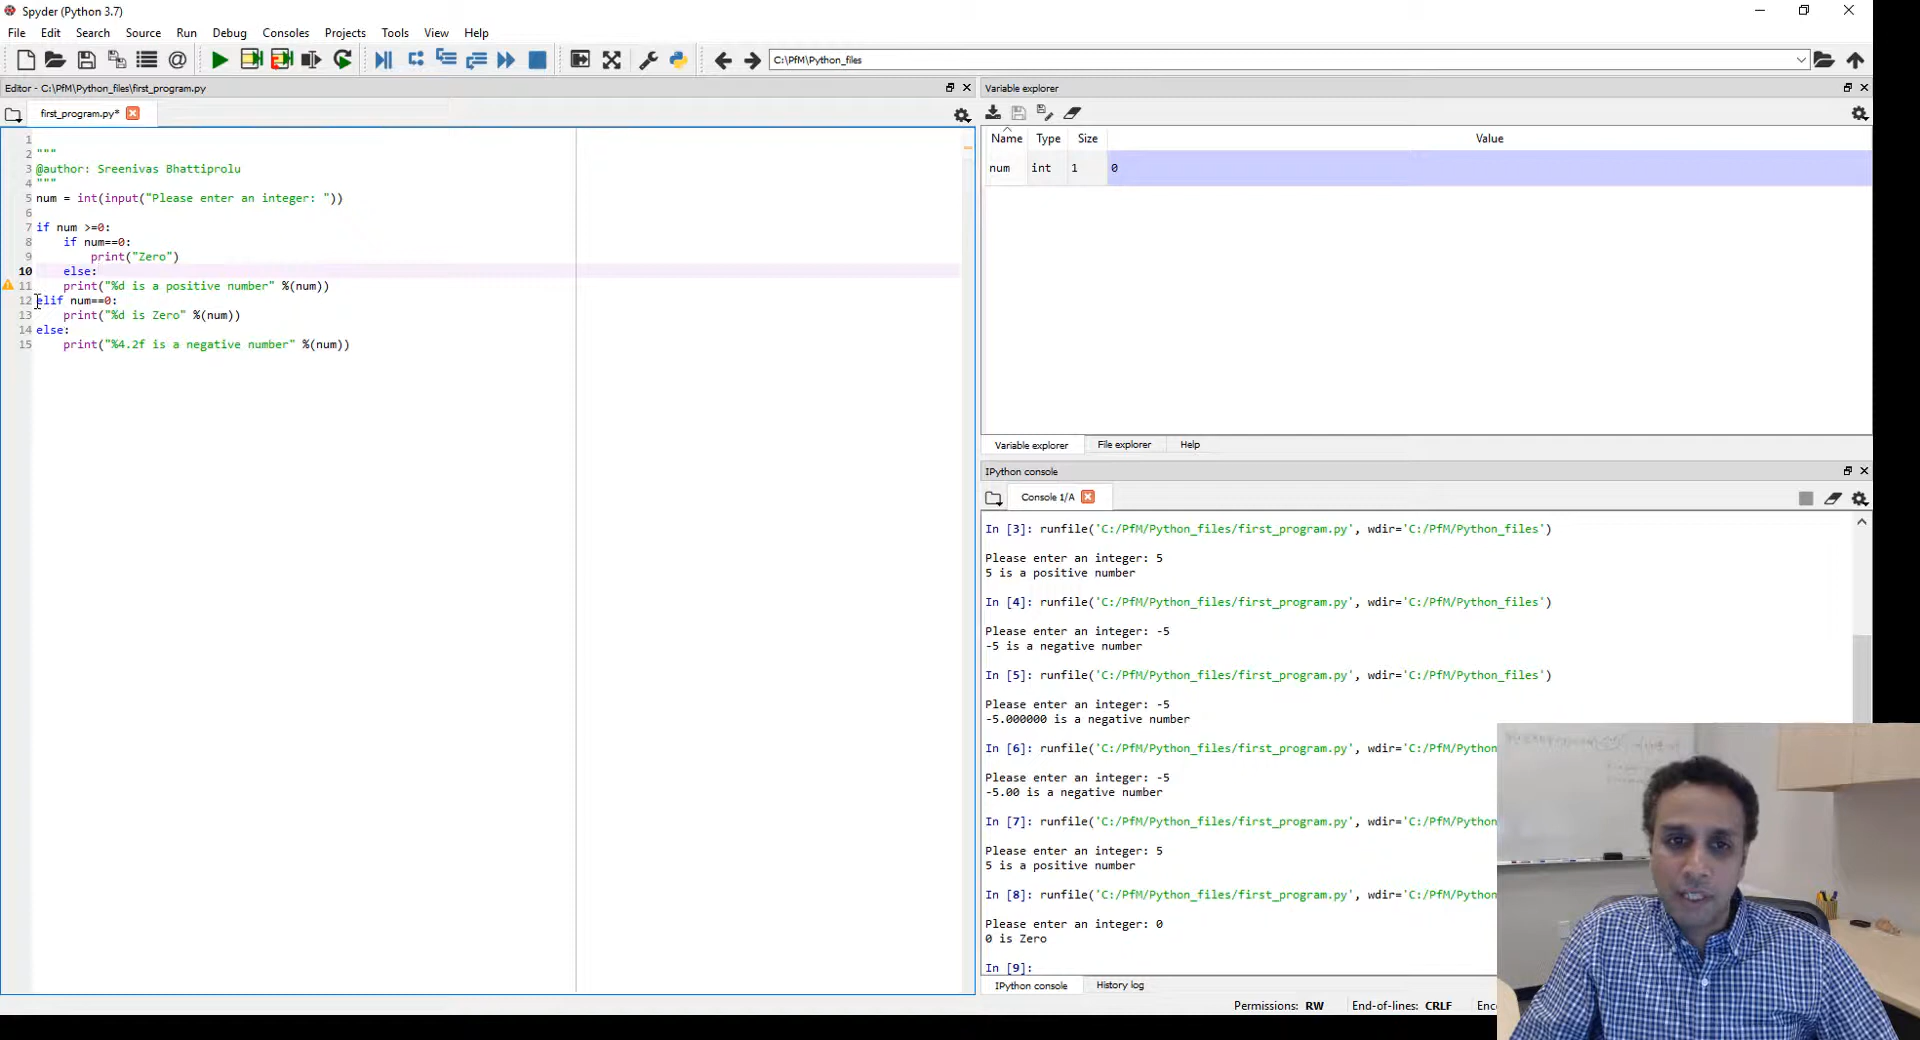 Spyder (Python 3.7)
File Edit Search Source Run Debug Consoles Projects Tools View Help
C:\PfM\Python_files
Editor - C:\PfM\Python_files\first_program.py
first_program.py*
1
2 """
3 @author: Sreenivas Bhattiprolu
4 """
5 num = int(input("Please enter an integer: "))
6
7 if num >=0:
8 if num==0:
9 print("Zero")
10 else:
11 print("%d is a positive number" %(num))
12 elif num==0:
13 print("%d is Zero" %(num))
14 else:
15 print("%4.2f is a negative number" %(num))
Variable explorer
Name Type Size Value
num int 1 0
Variable explorer File explorer Help
IPython console
Console 1/A
In [3]: runfile('C:/PfM/Python_files/first_program.py', wdir='C:/PfM/Python_files')
Please enter an integer: 5
5 is a positive number
In [4]: runfile('C:/PfM/Python_files/first_program.py', wdir='C:/PfM/Python_files')
Please enter an integer: -5
-5 is a negative number
In [5]: runfile('C:/PfM/Python_files/first_program.py', wdir='C:/PfM/Python_files')
Please enter an integer: -5
-5.000000 is a negative number
In [6]: runfile('C:/PfM/Python_files/first_program.py', wdir='C:/PfM/Python
Please enter an integer: -5
-5.00 is a negative number
In [7]: runfile('C:/PfM/Python_files/first_program.py', wdir='C:/PfM/Python
Please enter an integer: 5
5 is a positive number
In [8]: runfile('C:/PfM/Python_files/first_program.py', wdir='C:/PfM/Python
Please enter an integer: 0
0 is Zero
In [9]:
IPython console History log
Permissions: RW End-of-lines: CRLF Enc